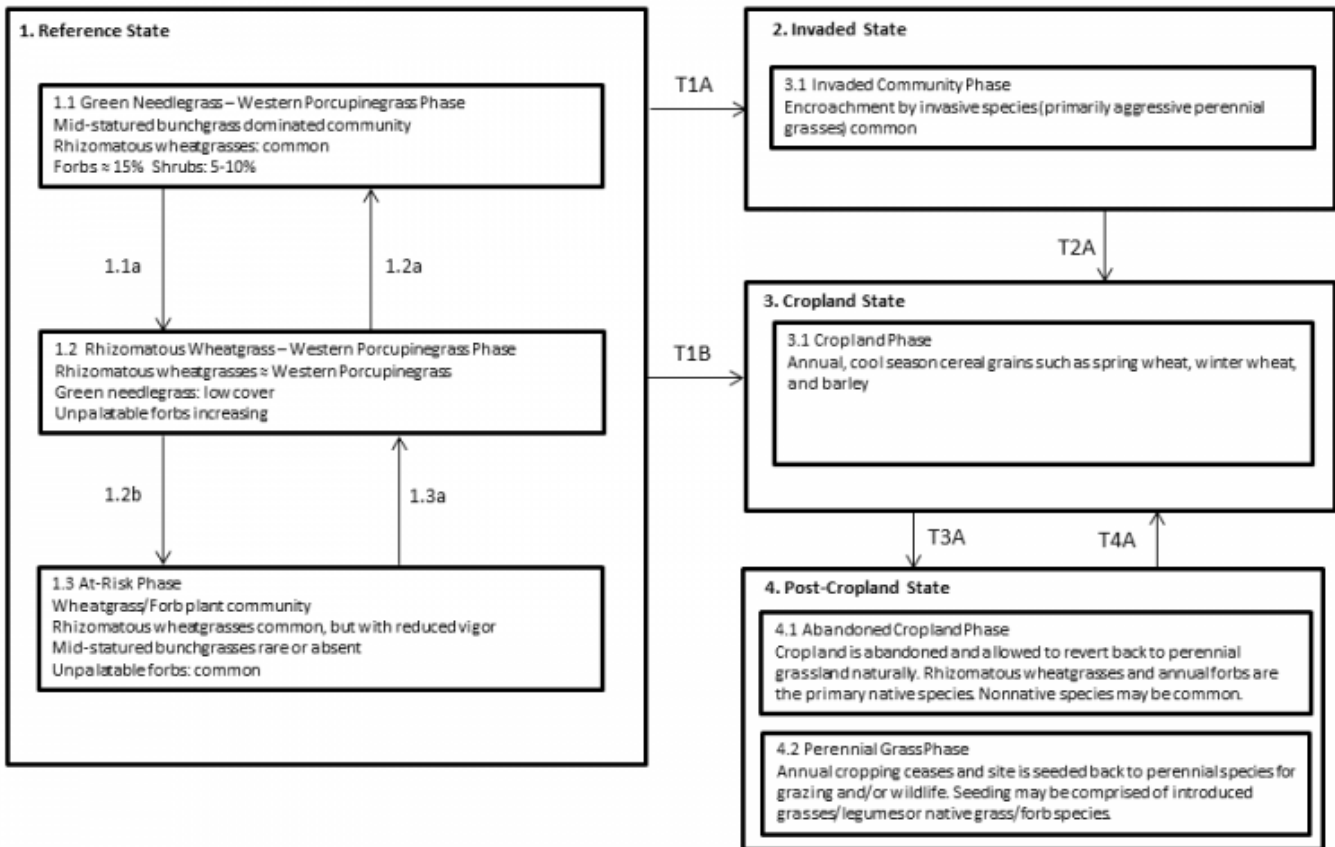 1. Reference State
1.1 Green Needlegrass – Western Porcupinegrass Phase
Mid-statured bunchgrass dominated community
Rhizomatous wheatgrasses: common
Forbs ≈ 15% Shrubs: 5-10%
1.1a
1.2a
1.2 Rhizomatous Wheatgrass – Western Porcupinegrass Phase
Rhizomatous wheatgrasses ≈ Western Porcupinegrass
Green needlegrass: low cover
Unpalatable forbs increasing
1.2b
1.3a
1.3 At-Risk Phase
Wheatgrass/Forb plant community
Rhizomatous wheatgrasses common, but with reduced vigor
Mid-statured bunchgrasses rare or absent
Unpalatable forbs: common
T1A
T1B
2. Invaded State
3.1 Invaded Community Phase
Encroachment by invasive species (primarily aggressive perennial
grasses) common
T2A
3. Cropland State
3.1 Cropland Phase
Annual, cool season cereal grains such as spring wheat, winter wheat,
and barley
T3A
T4A
4. Post-Cropland State
4.1 Abandoned Cropland Phase
Cropland is abandoned and allowed to revert back to perennial
grassland naturally. Rhizomatous wheatgrasses and annual forbs are
the primary native species. Nonnative species may be common.
4.2 Perennial Grass Phase
Annual cropping ceases and site is seeded back to perennial species for
grazing and/or wildlife. Seeding may be comprised of introduced
grasses/legumes or native grass/forb species.